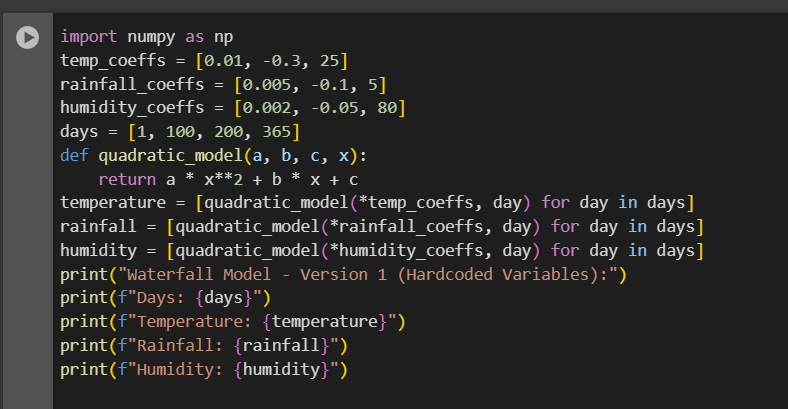 import numpy as np
temp_coeffs = [0.01, -0.3, 25]
rainfall_coeffs = [0.005, -0.1, 5]
humidity_coeffs = [0.002, -0.05, 80]
days = [1, 100, 200, 365]
def quadratic_model(a, b, c, x):
    return a * x**2 + b * x + c
temperature = [quadratic_model(*temp_coeffs, day) for day in days]
rainfall = [quadratic_model(*rainfall_coeffs, day) for day in days]
humidity = [quadratic_model(*humidity_coeffs, day) for day in days]
print("Waterfall Model - Version 1 (Hardcoded Variables):")
print(f"Days: {days}")
print(f"Temperature: {temperature}")
print(f"Rainfall: {rainfall}")
print(f"Humidity: {humidity}")